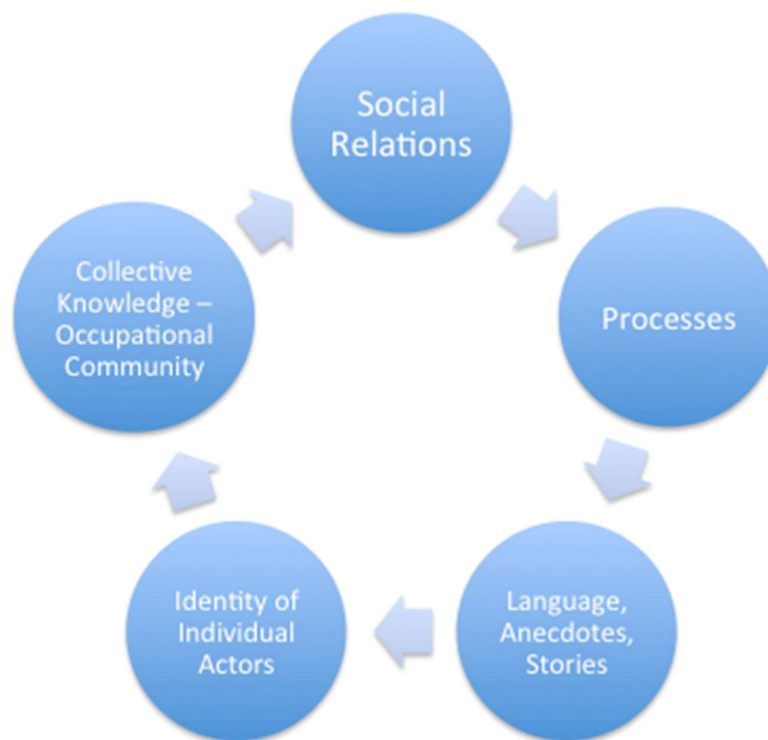 Social
Relations
Processes
Language,
Anecdotes,
Stories
Identity of
Individual
Actors
Collective
Knowledge –
Occupational
Community